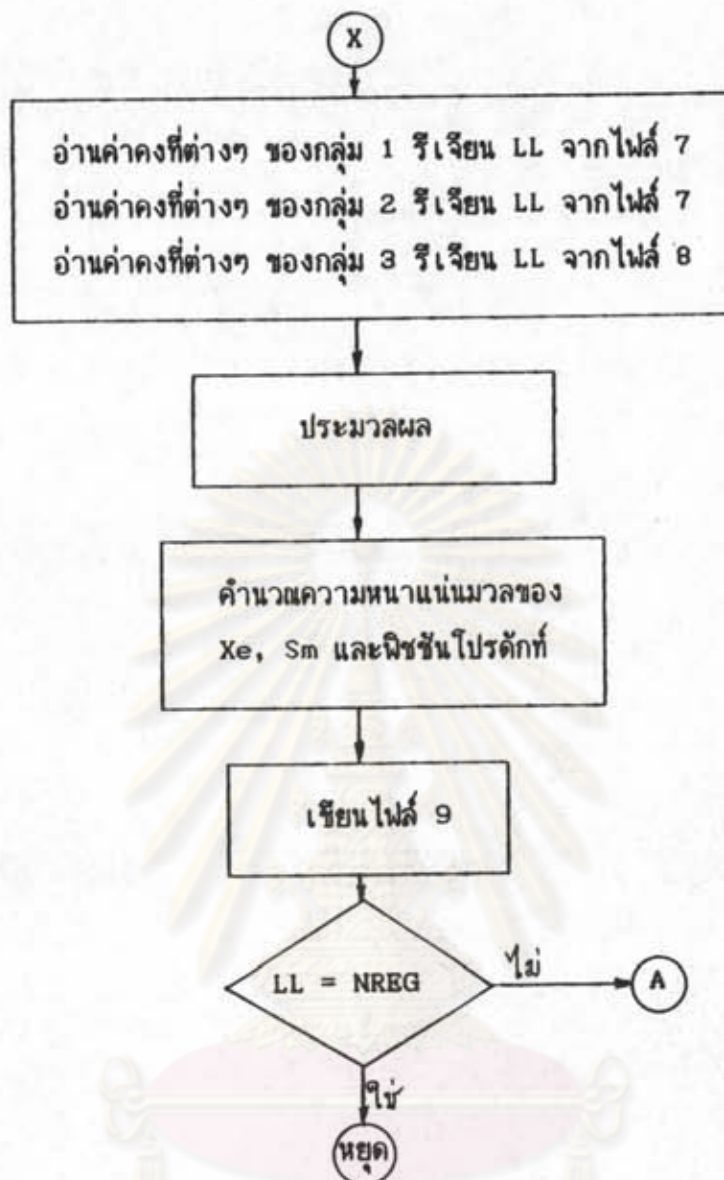 X
อ่านค่าคงที่ต่างๆ ของกลุ่ม 1 รีเจียน LL จากไฟล์ 7
อ่านค่าคงที่ต่างๆ ของกลุ่ม 2 รีเจียน LL จากไฟล์ 7
อ่านค่าคงที่ต่างๆ ของกลุ่ม 3 รีเจียน LL จากไฟล์ 8
ประมวลผล
คำนวณความหนาแน่นมวลของ
Xe, Sm และฟิชชันโปรดักท์
เขียนไฟล์ 9
LL = NREG
ไม่
A
ใช่
หยุด